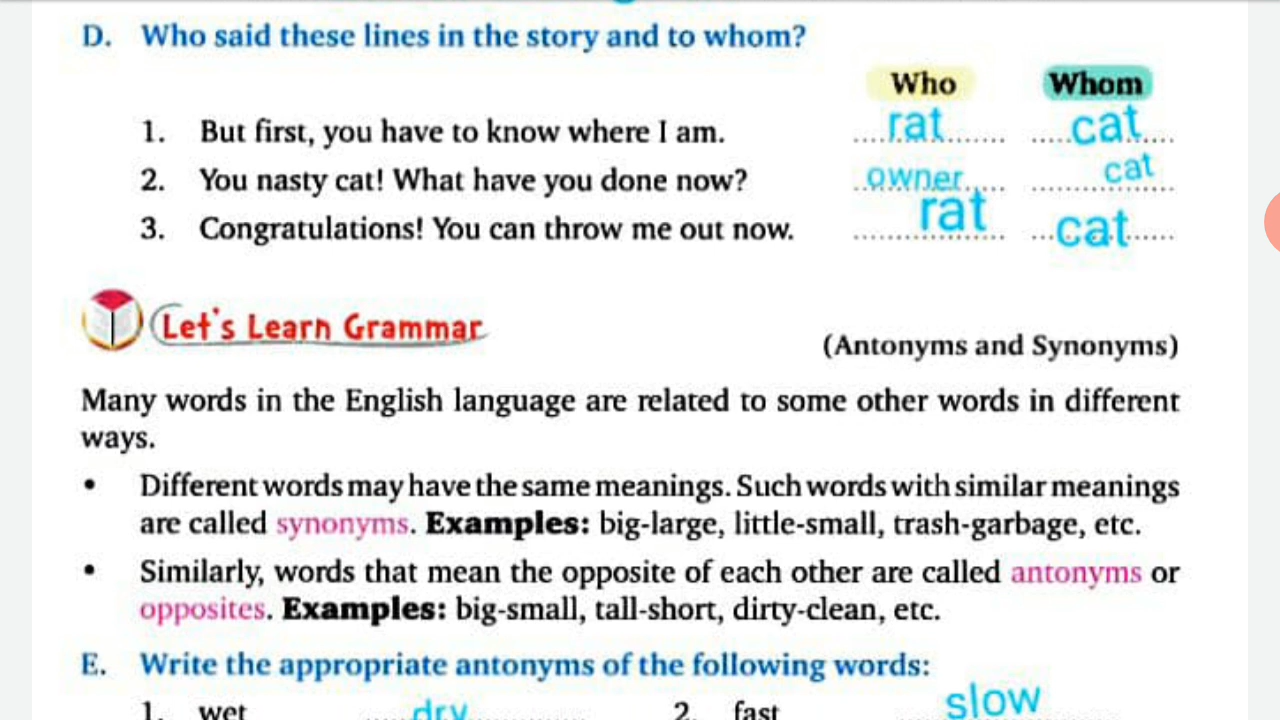 D. Who said these lines in the story and to whom?
Who Whom
1. But first, you have to know where I am. ....rat........ .....cat....
2. You nasty cat! What have you done now? ..owner..... ................ cat
3. Congratulations! You can throw me out now. ................ rat ...cat......
Let's Learn Grammar
(Antonyms and Synonyms)
Many words in the English language are related to some other words in different
ways.
• Different words may have the same meanings. Such words with similar meanings
are called synonyms. Examples: big-large, little-small, trash-garbage, etc.
• Similarly, words that mean the opposite of each other are called antonyms or
opposites. Examples: big-small, tall-short, dirty-clean, etc.
E. Write the appropriate antonyms of the following words:
1. wet dry 2. fast slow